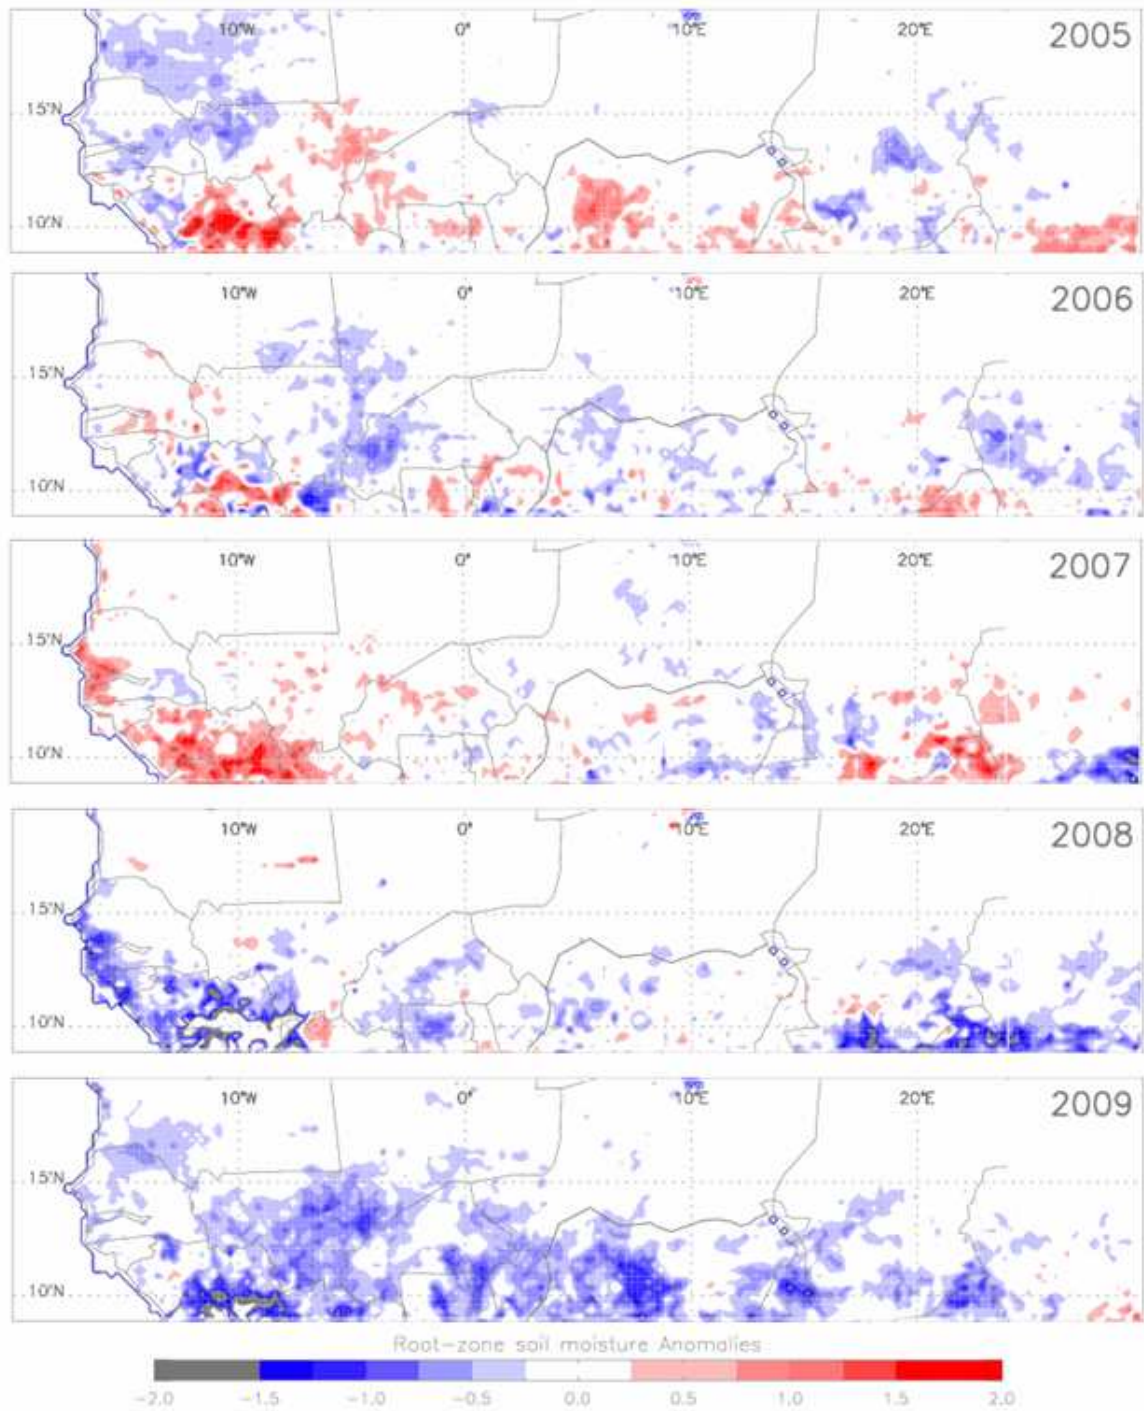 10°W 0° 10°E 20°E 2005
15°N
10°N
10°W 0° 10°E 20°E 2006
15°N
10°N
10°W 0° 10°E 20°E 2007
15°N
10°N
10°W 0° 10°E 20°E 2008
15°N
10°N
10°W 0° 10°E 20°E 2009
15°N
10°N
Root-zone soil moisture Anomalies
-2.0 -1.5 -1.0 -0.5 0.0 0.5 1.0 1.5 2.0